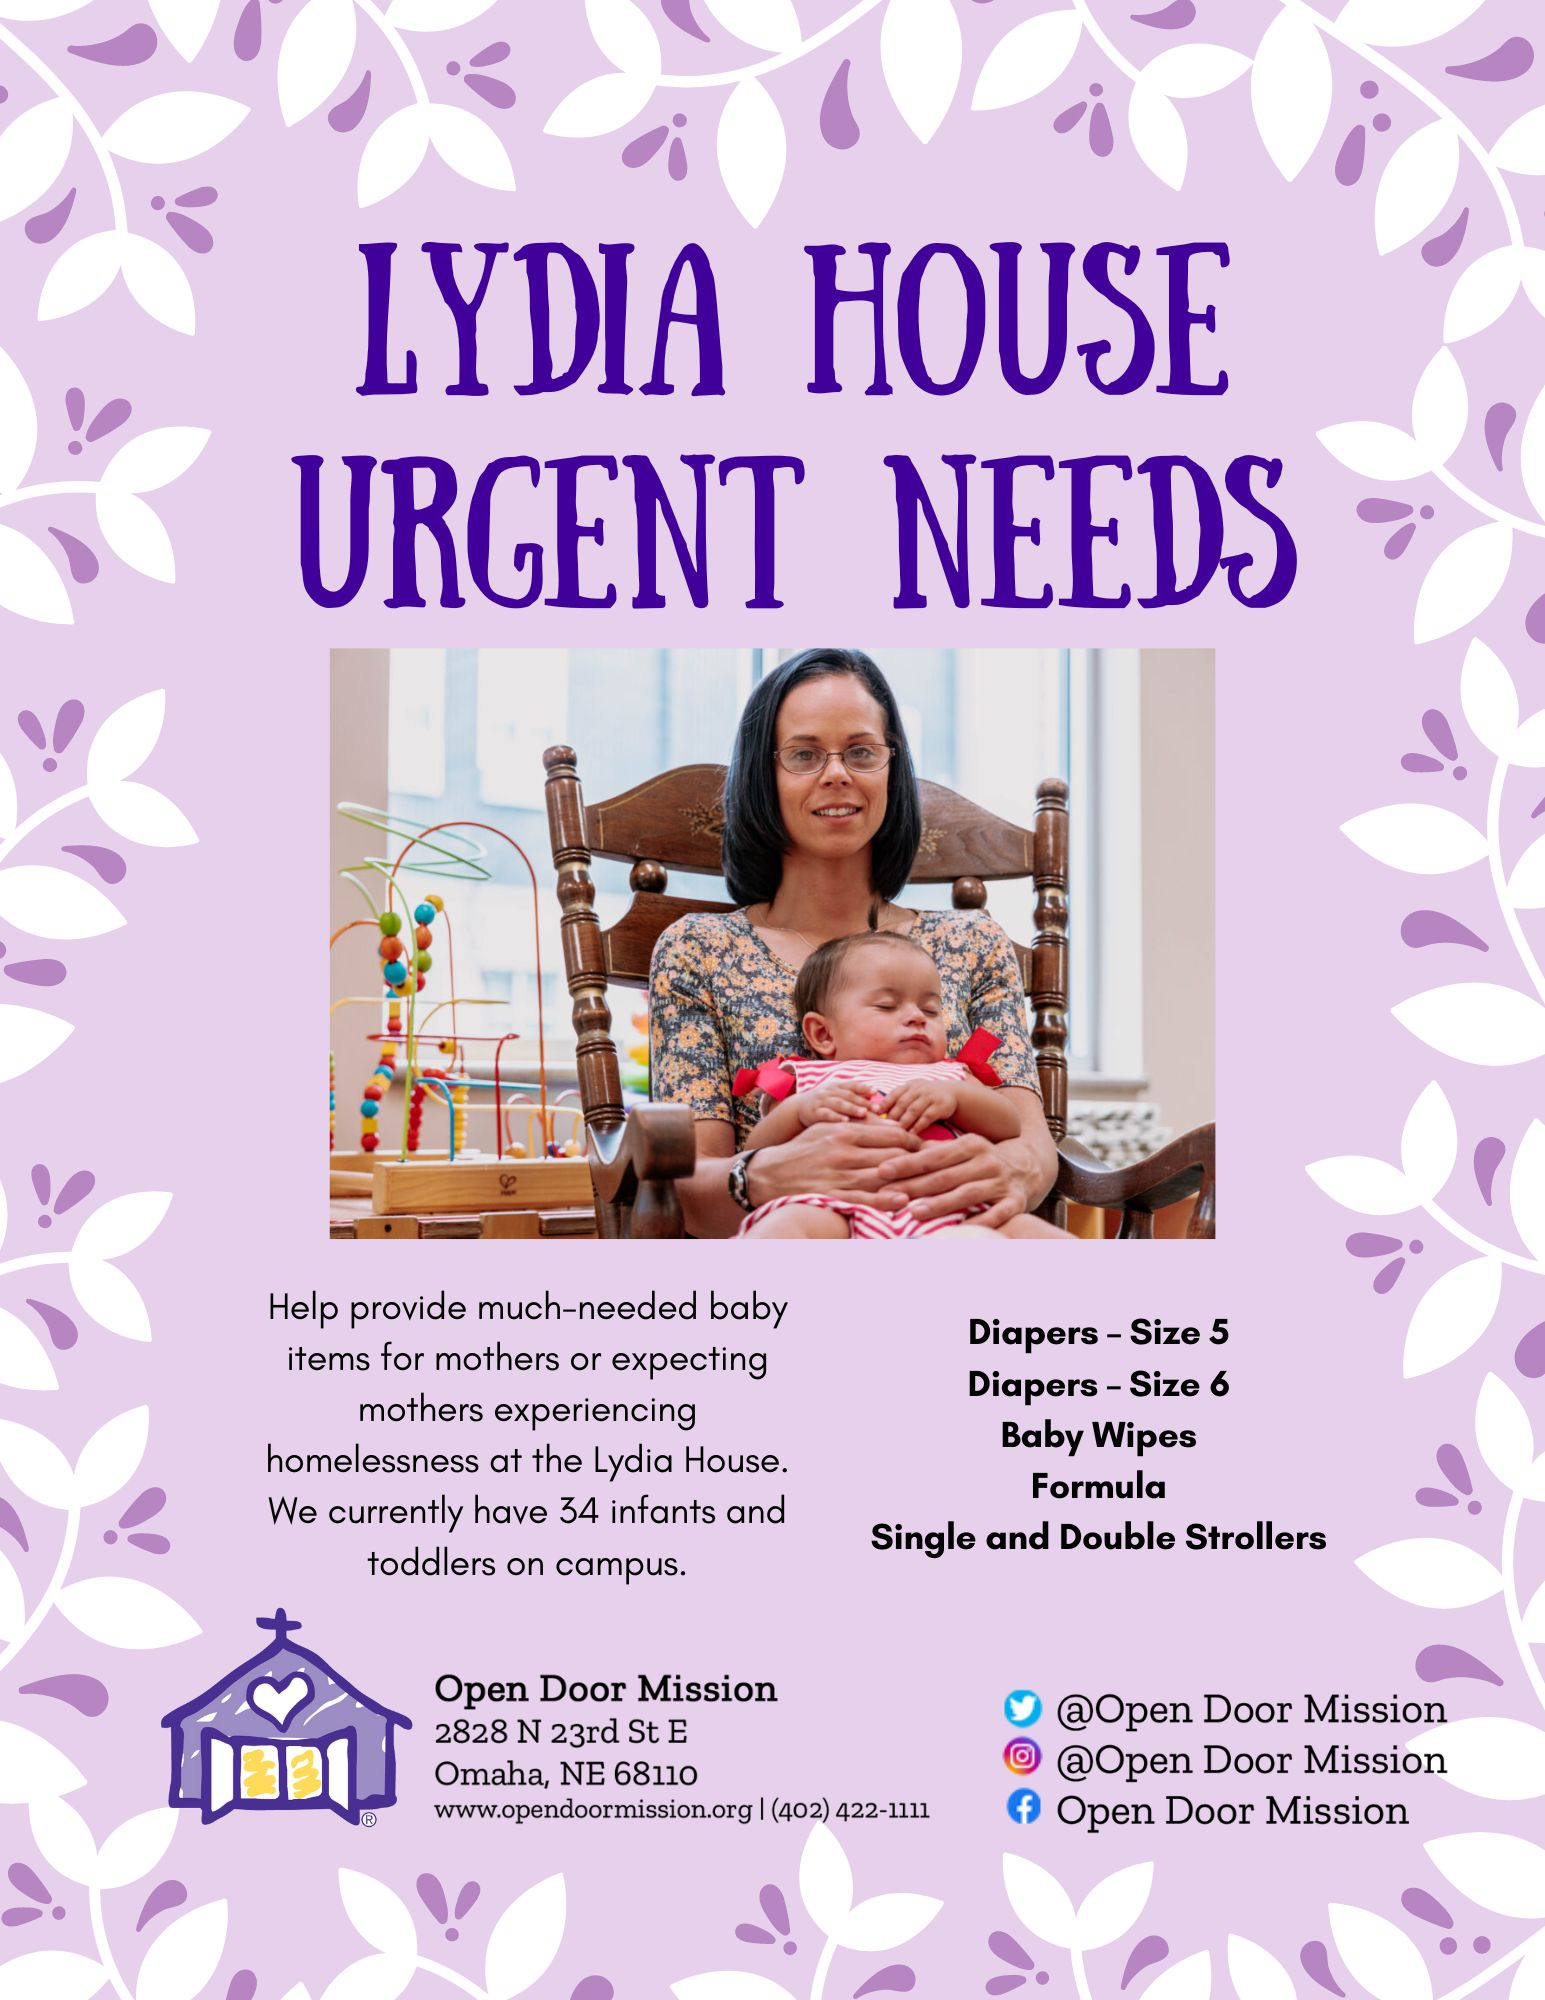 LYDIA HOUSE
URGENT NEEDS
Help provide much-needed baby
items for mothers or expecting
mothers experiencing
homelessness at the Lydia House.
We currently have 34 infants and
toddlers on campus.
Diapers – Size 5
Diapers – Size 6
Baby Wipes
Formula
Single and Double Strollers
®
Open Door Mission
2828 N 23rd St E
Omaha, NE 68110
www.opendoormission.org | (402) 422-1111
@Open Door Mission
@Open Door Mission
Open Door Mission